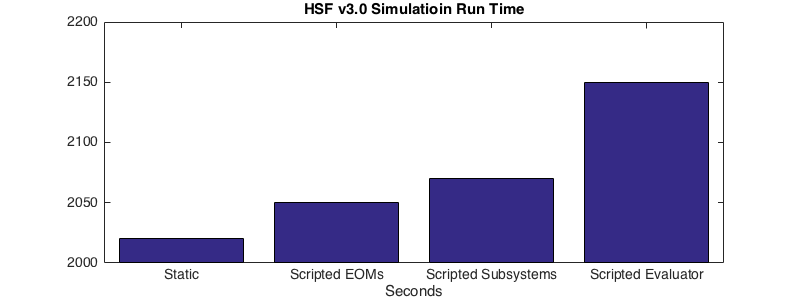 HSF v3.0 Simulatioin Run Time
2200
2150
2100
2050
2000
Static Scripted EOMs Scripted Subsystems Scripted Evaluator
Seconds